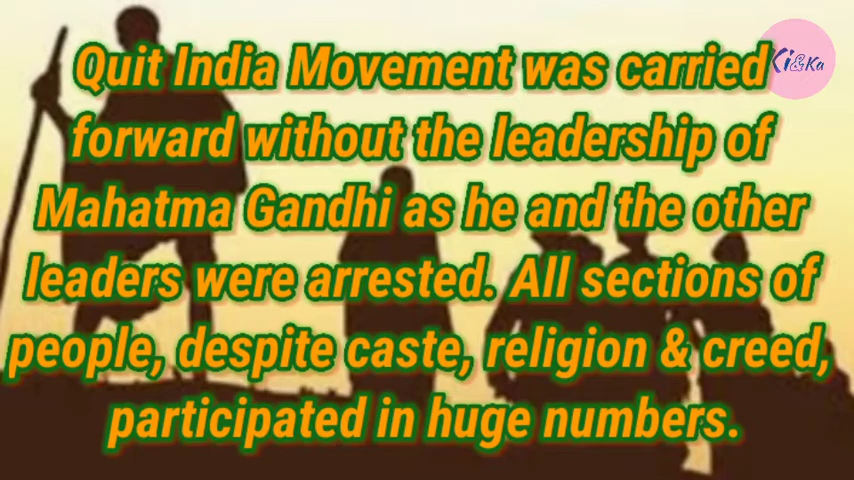 Quit India Movement was carried
Ki&Ka
forward without the leadership of
Mahatma Gandhi as he and the other
leaders were arrested. All sections of
people, despite caste, religion & creed,
participated in huge numbers.